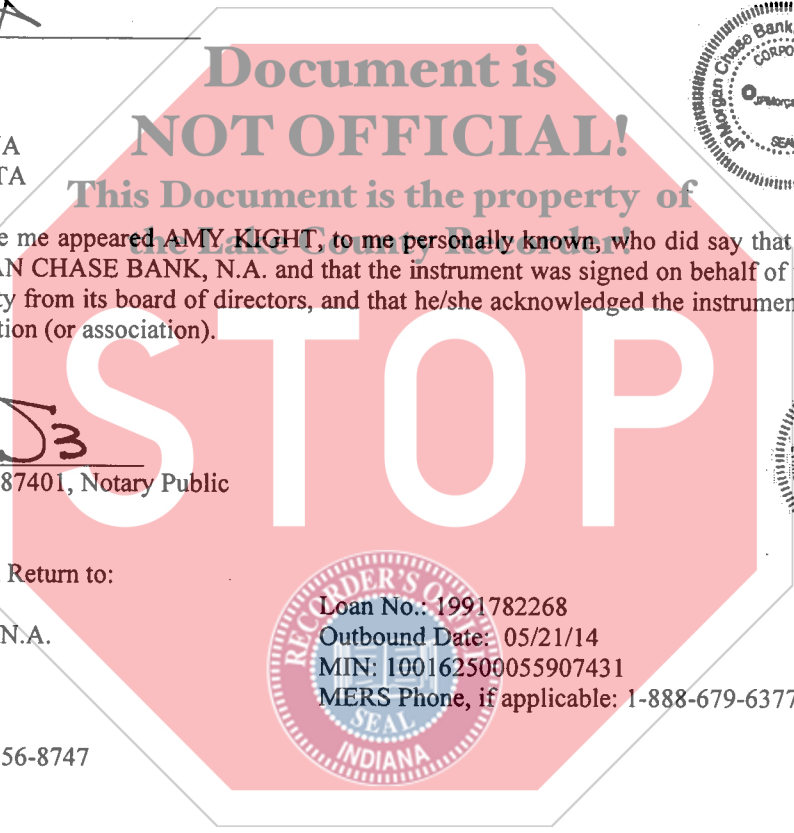 JPMorgan Chase Bank,
CORPO
SEA
Document is
NOT OFFICIAL!
This Document is the property of
the Lake County Recorder!
VA
TA
e me appeared AMY KIGHT, to me personally known, who did say that
AN CHASE BANK, N.A. and that the instrument was signed on behalf of
ty from its board of directors, and that he/she acknowledged the instrumen
tion (or association).
STOP
87401, Notary Public
Return to:
RECORDER'S OFFICE
SEAL
INDIANA
Loan No.: 1991782268
N.A.
Outbound Date: 05/21/14
MIN: 100162500055907431
MERS Phone, if applicable: 1-888-679-6377
56-8747